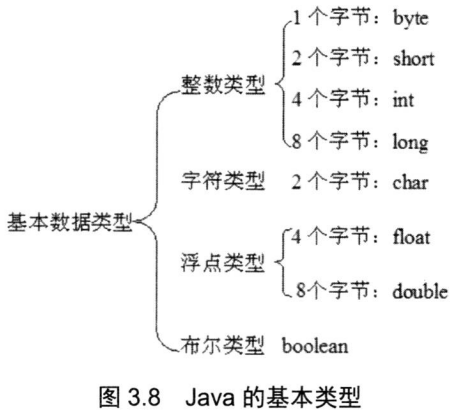 1个字节：byte
2个字节：short
整数类型
4个字节：int
8个字节：long
字符类型 2个字节：char
基本数据类型
4个字节：float
浮点类型
8个字节：double
布尔类型 boolean
图 3.8 Java 的基本类型